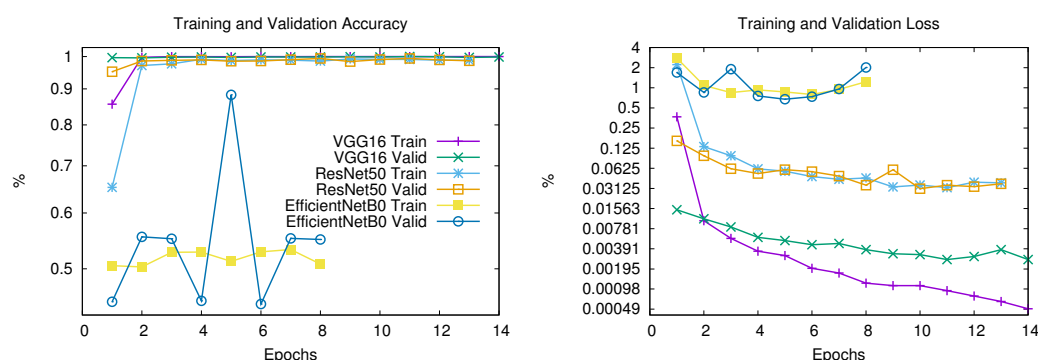 Training and Validation Accuracy
1
0.9
0.8
0.7
0.6
0.5
%
VGG16 Train
VGG16 Valid
ResNet50 Train
ResNet50 Valid
EfficientNetB0 Train
EfficientNetB0 Valid
0 2 4 6 8 10 12 14
Epochs
Training and Validation Loss
4
2
1
0.5
0.25
0.125
0.0625
0.03125
0.01563
0.00781
0.00391
0.00195
0.00098
0.00049
%
0 2 4 6 8 10 12 14
Epochs